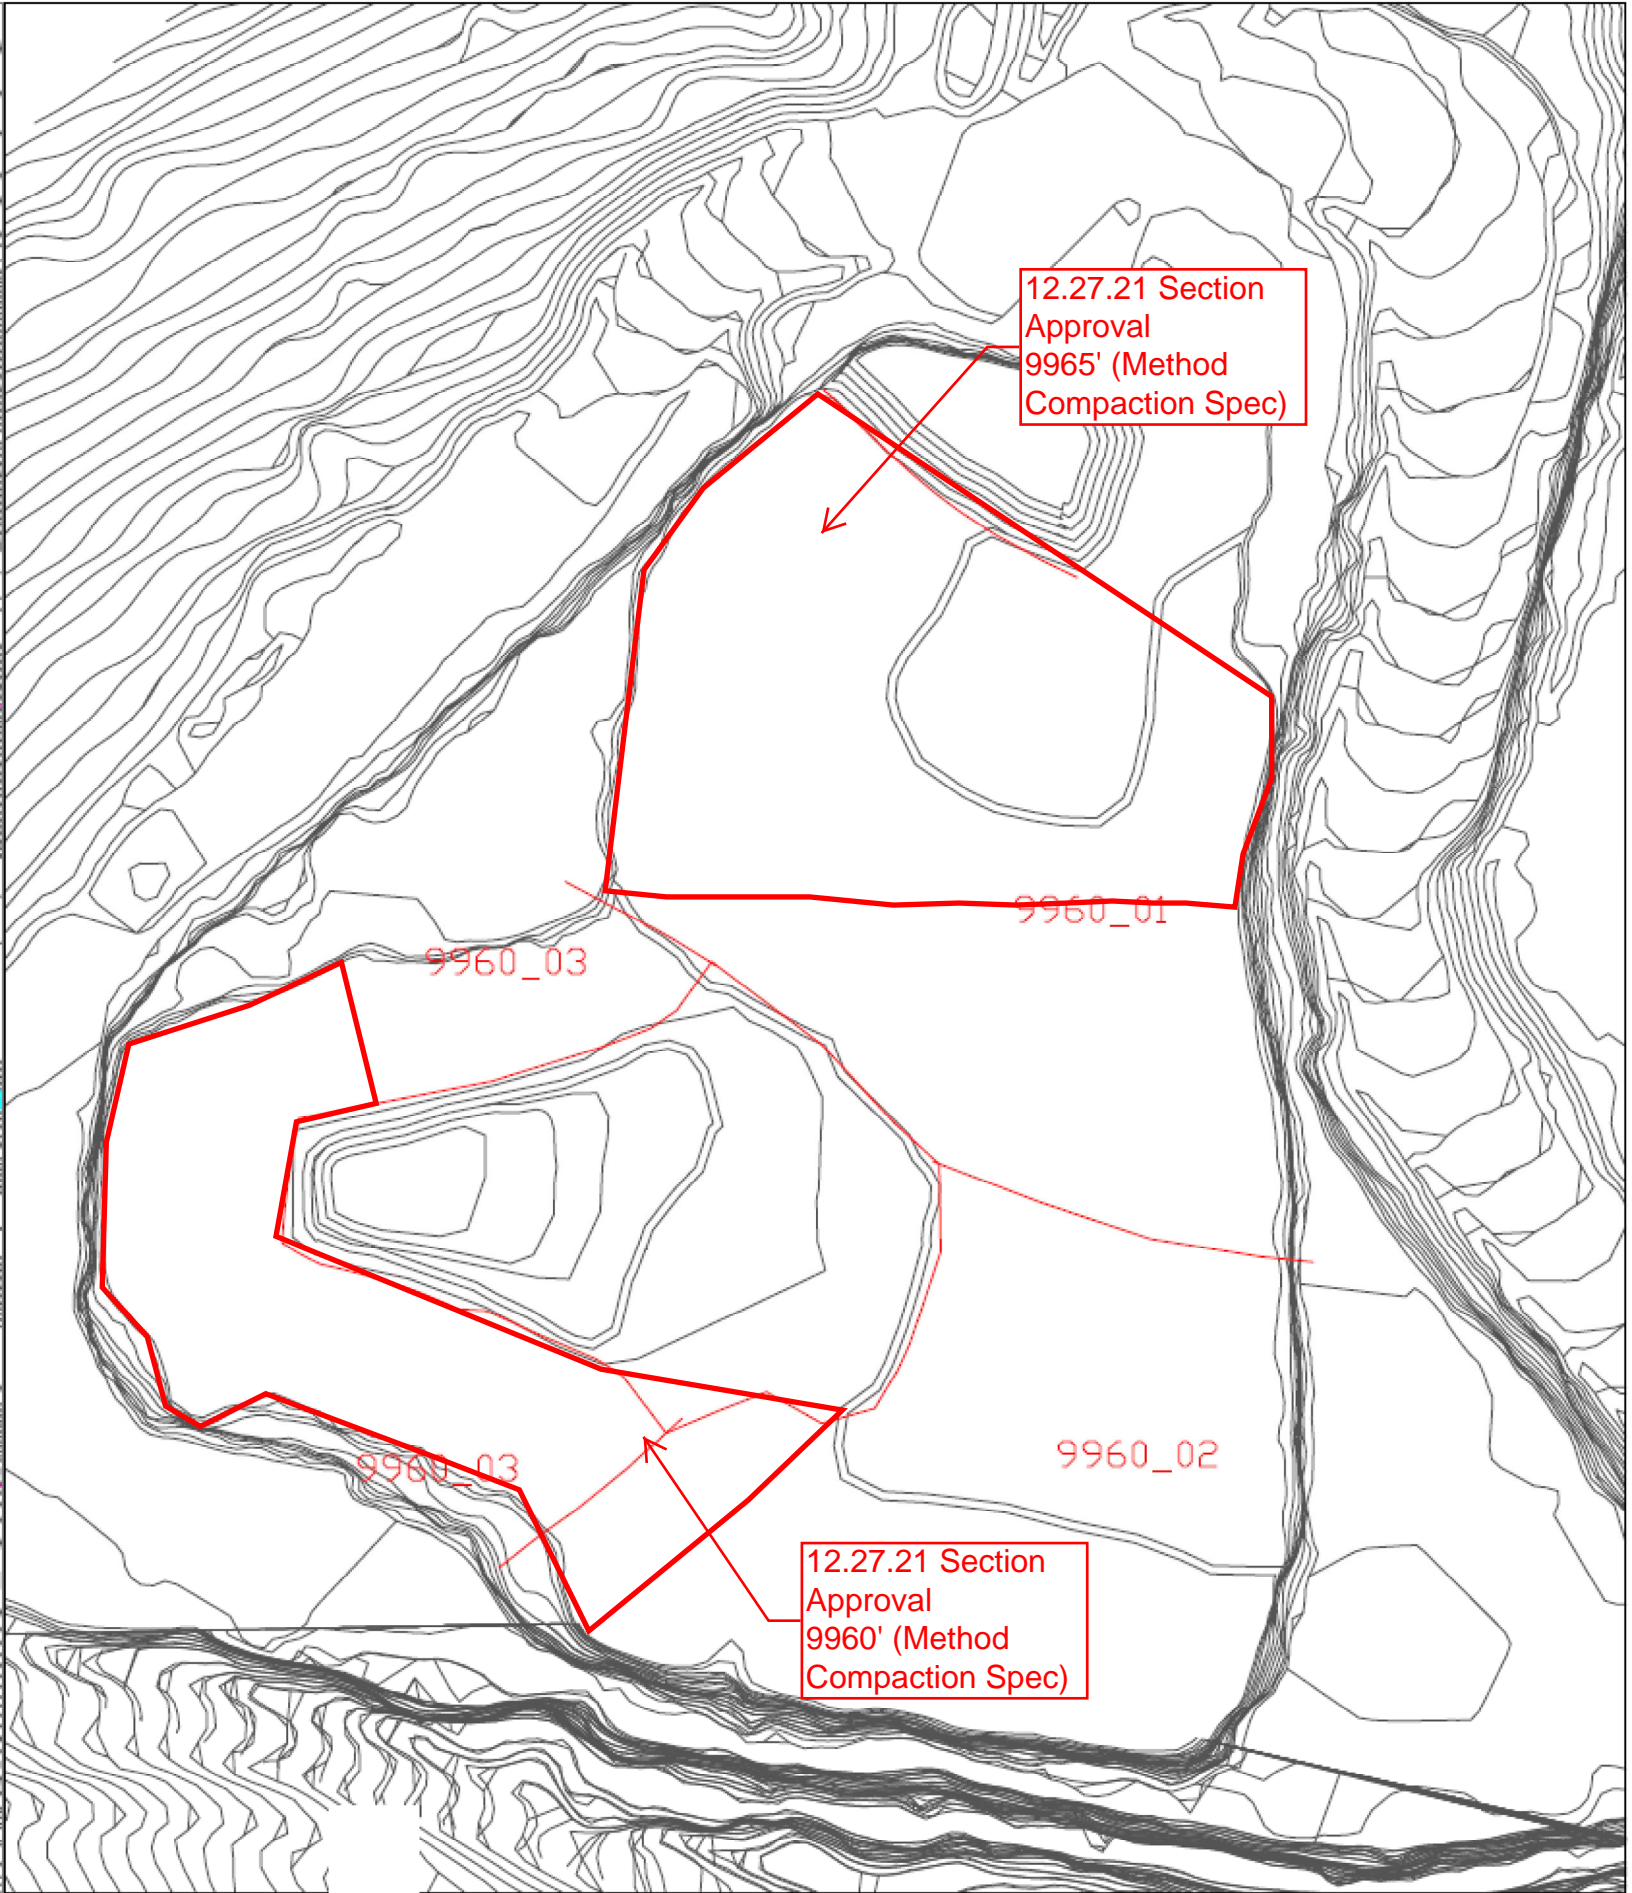 12.27.21 Section
Approval
9965' (Method
Compaction Spec)
9960_01
9960_03
9960_03
9960_02
12.27.21 Section
Approval
9960' (Method
Compaction Spec)